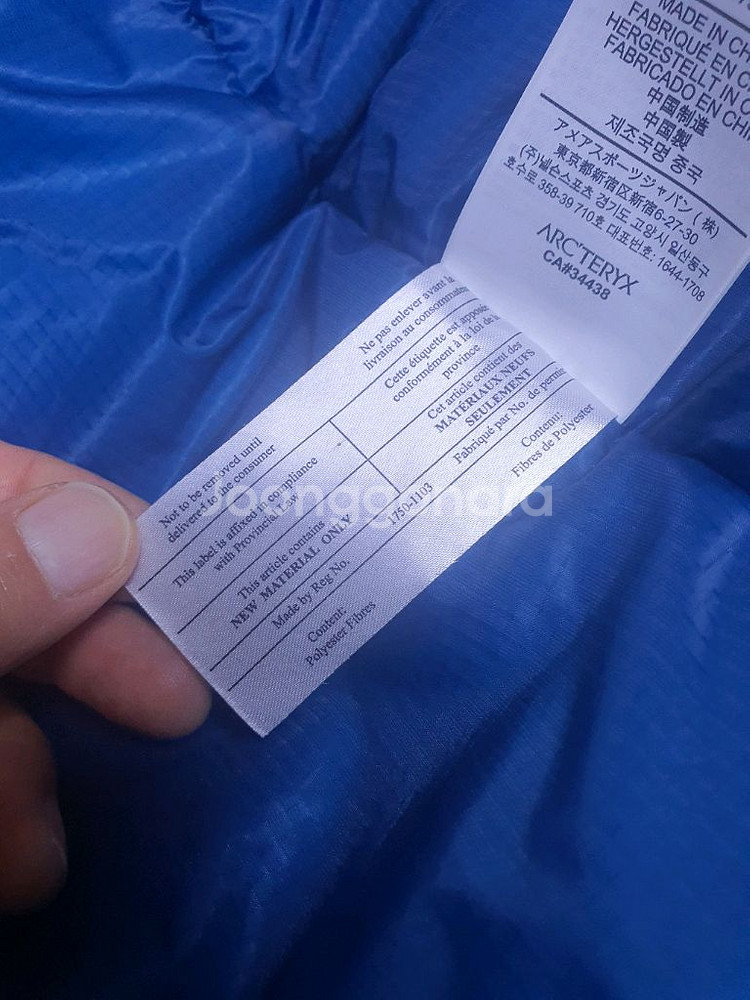 MADE IN CH
FABRIQUÉ EN C
HERGESTELLT IN C
FABRICADO EN CHI
中国制造
中国製
제조국명 중국
アメアスポーツジャパン(株)
東京都新宿区新宿6-27-30
(주)넬슨스포츠 경기도 고양시 일산동구
호수로 358-39 710호 대표번호: 1644-1708
ARC'TERYX
CA#34438
Ne pas enlever avant la
livraison au consommate
Cette étiquette est apposée
conformément à la loi de
province
Cet article contient des
MATÉRIAUX NEUFS
SEULEMENT
Fabriqué par No. de permis
Contenu:
Fibres de Polyester
Not to be removed until
delivered to the consumer
This label is affixed in compliance
with Provincial
This article contains
NEW MATERIAL ONLY
Made by Reg No.
1750-1103
Content:
Polyester Fibres
Joonggonara